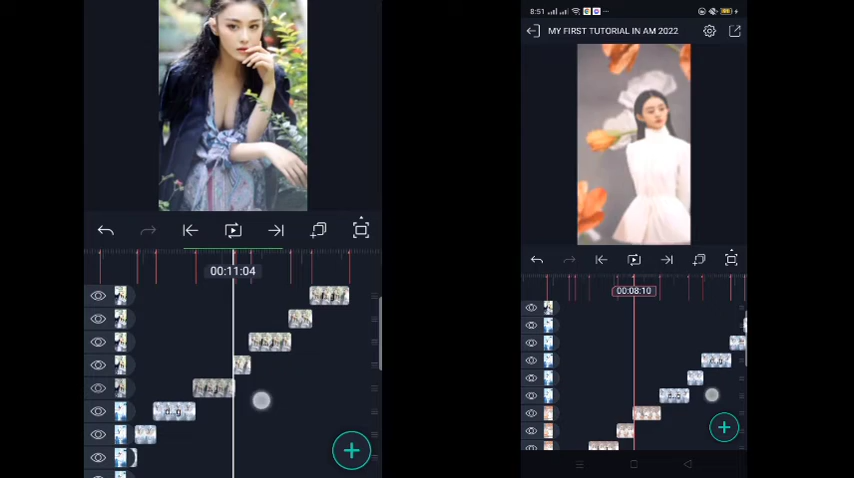 8:51
MY FIRST TUTORIAL IN AM 2022
00:11:04
00:08:10
d...g
d...g
d...g